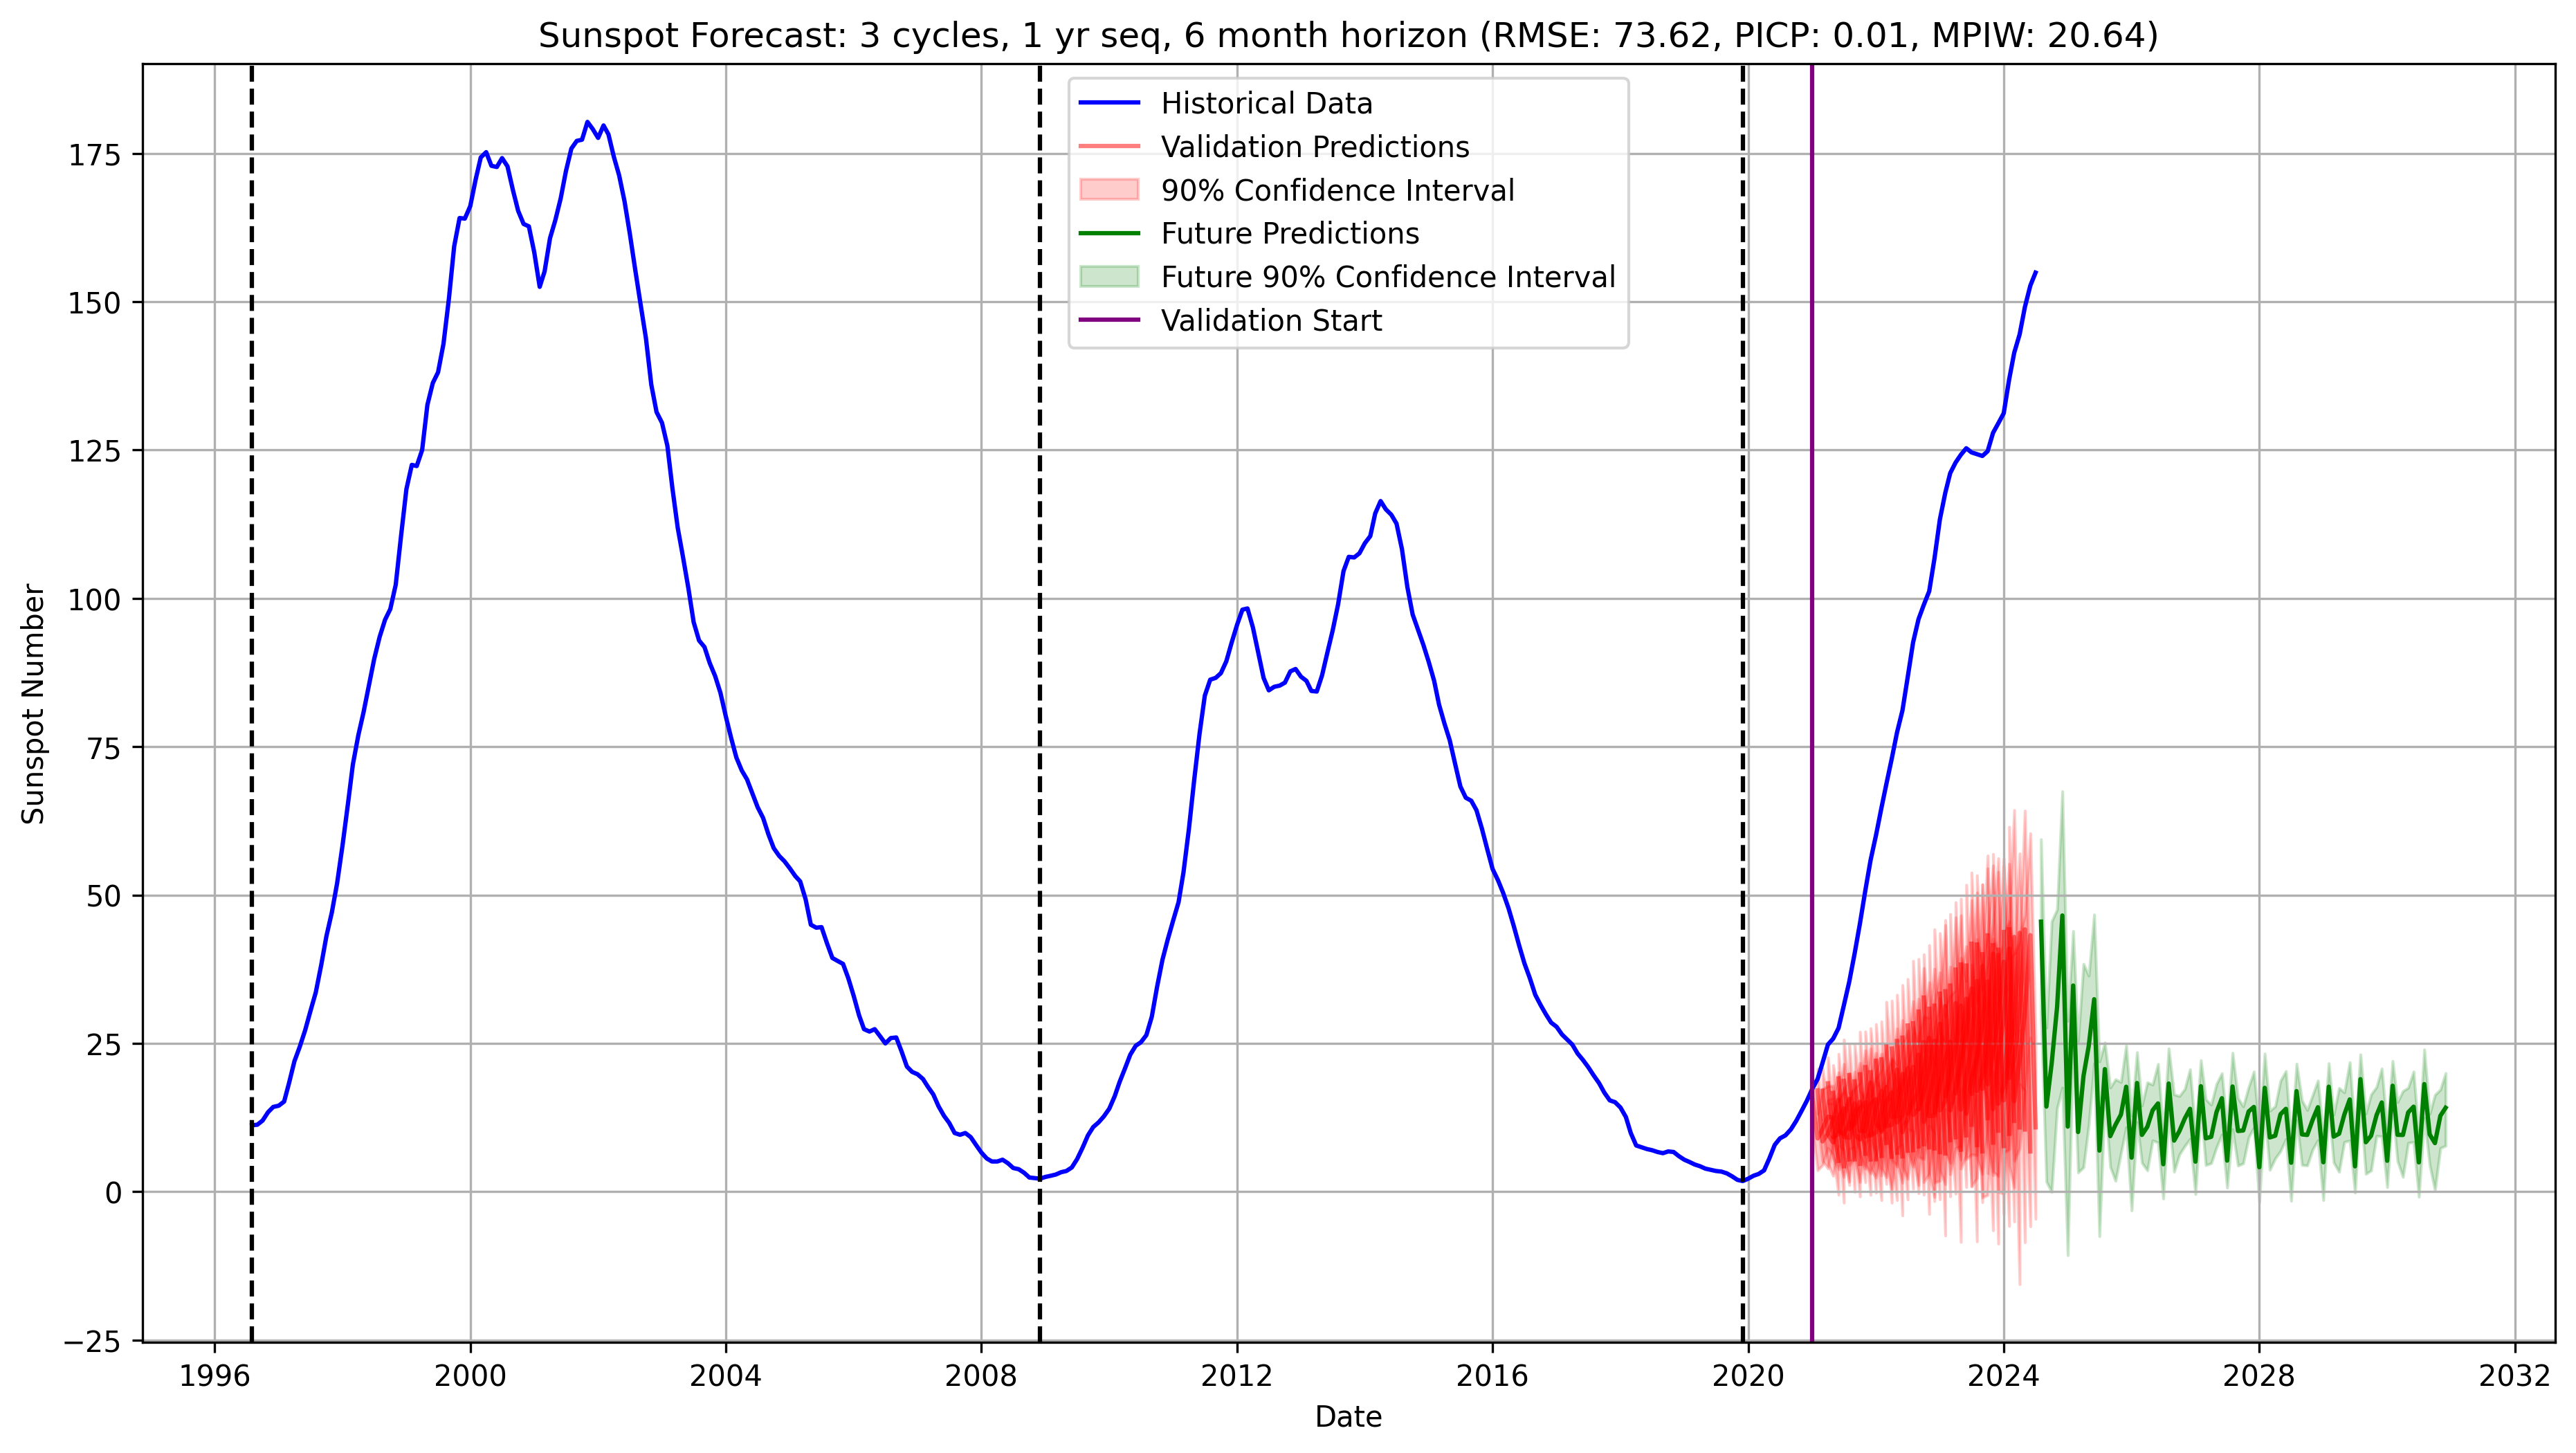 Sunspot Forecast: 3 cycles, 1 yr seq, 6 month horizon (RMSE: 73.62, PICP: 0.01, MPIW: 20.64)
Historical Data
Validation Predictions
90% Confidence Interval
Future Predictions
Future 90% Confidence Interval
Validation Start
Sunspot Number
175
150
125
100
75
50
25
0
−25
1996 2000 2004 2008 2012 2016 2020 2024 2028 2032
Date